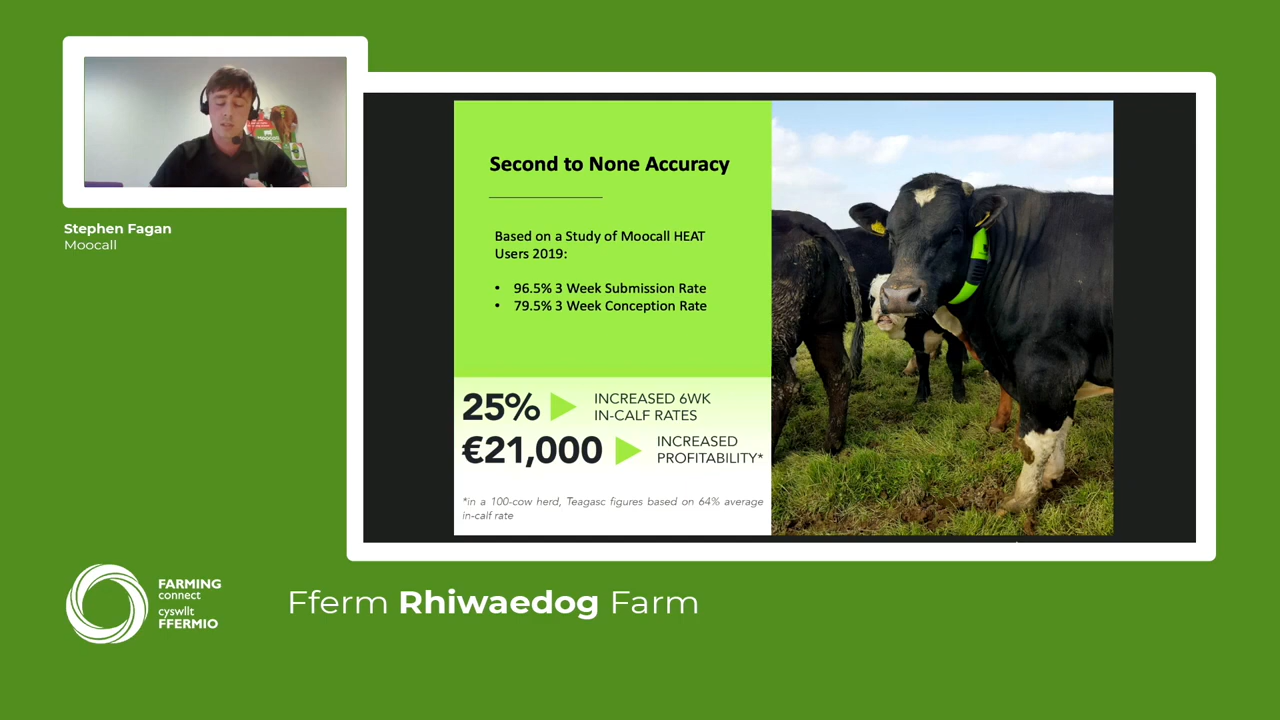 Stephen Fagan
Moocall
Second to None Accuracy
Based on a Study of Moocall HEAT
Users 2019:
• 96.5% 3 Week Submission Rate
• 79.5% 3 Week Conception Rate
25% INCREASED 6WK
IN-CALF RATES
€21,000 INCREASED
PROFITABILITY*
*in a 100-cow herd, Teagasc figures based on 64% average
in-calf rate
FARMING
connect
cyswllt
FFERMIO
Fferm Rhiwaedog Farm